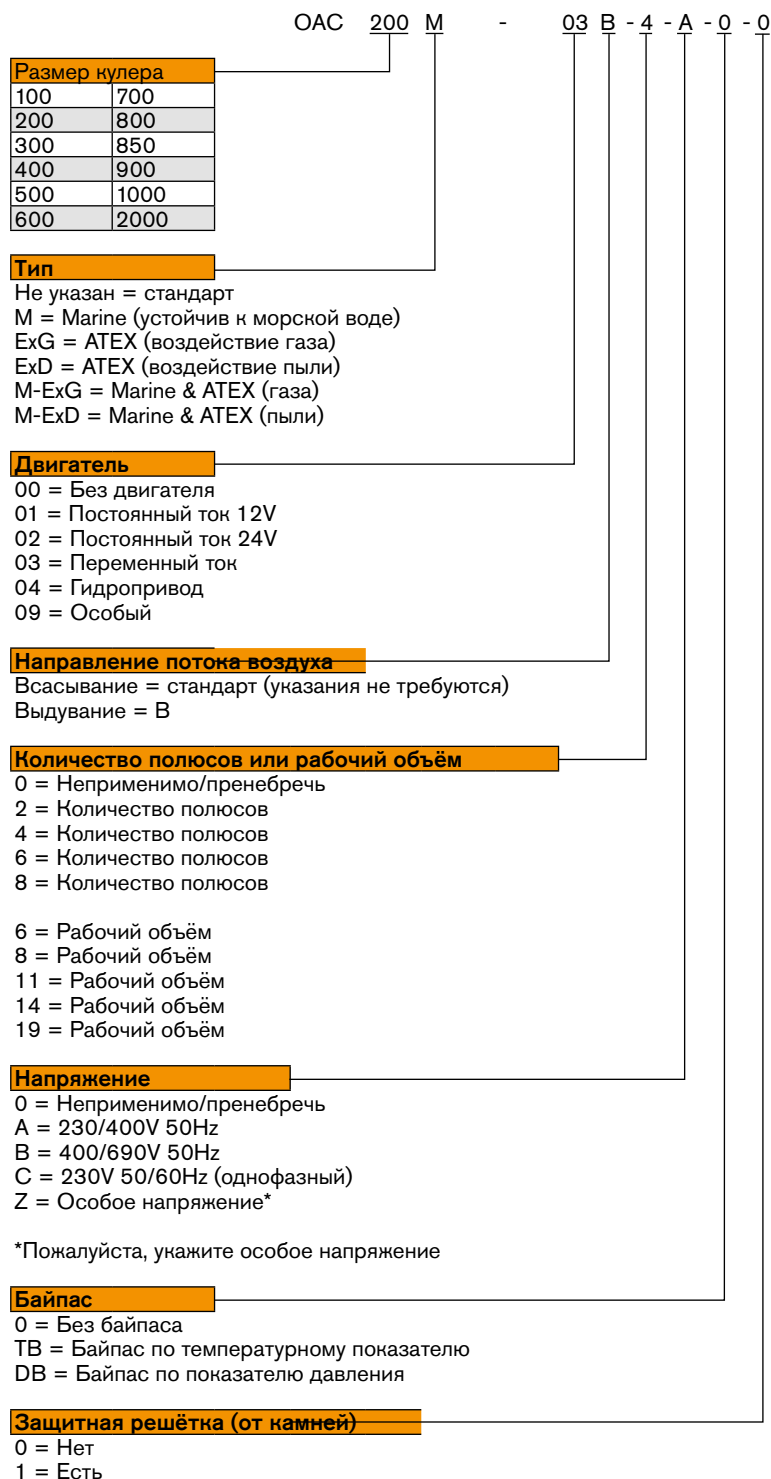 OAC 200 M - 03 B - 4 - A - 0 - 0
Размер кулера
100 700
200 800
300 850
400 900
500 1000
600 2000
Тип
Не указан = стандарт
M = Marine (устойчив к морской воде)
ExG = ATEX (воздействие газа)
ExD = ATEX (воздействие пыли)
M-ExG = Marine & ATEX (газа)
M-ExD = Marine & ATEX (пыли)
Двигатель
00 = Без двигателя
01 = Постоянный ток 12V
02 = Постоянный ток 24V
03 = Переменный ток
04 = Гидропривод
09 = Особый
Направление потока воздуха
Всасывание = стандарт (указания не требуются)
Выдувание = B
Количество полюсов или рабочий объём
0 = Неприменимо/пренебречь
2 = Количество полюсов
4 = Количество полюсов
6 = Количество полюсов
8 = Количество полюсов
6 = Рабочий объём
8 = Рабочий объём
11 = Рабочий объём
14 = Рабочий объём
19 = Рабочий объём
Напряжение
0 = Неприменимо/пренебречь
A = 230/400V 50Hz
B = 400/690V 50Hz
C = 230V 50/60Hz (однофазный)
Z = Особое напряжение*
*Пожалуйста, укажите особое напряжение
Байпас
0 = Без байпаса
TB = Байпас по температурному показателю
DB = Байпас по показателю давления
Защитная решётка (от камней)
0 = Нет
1 = Есть